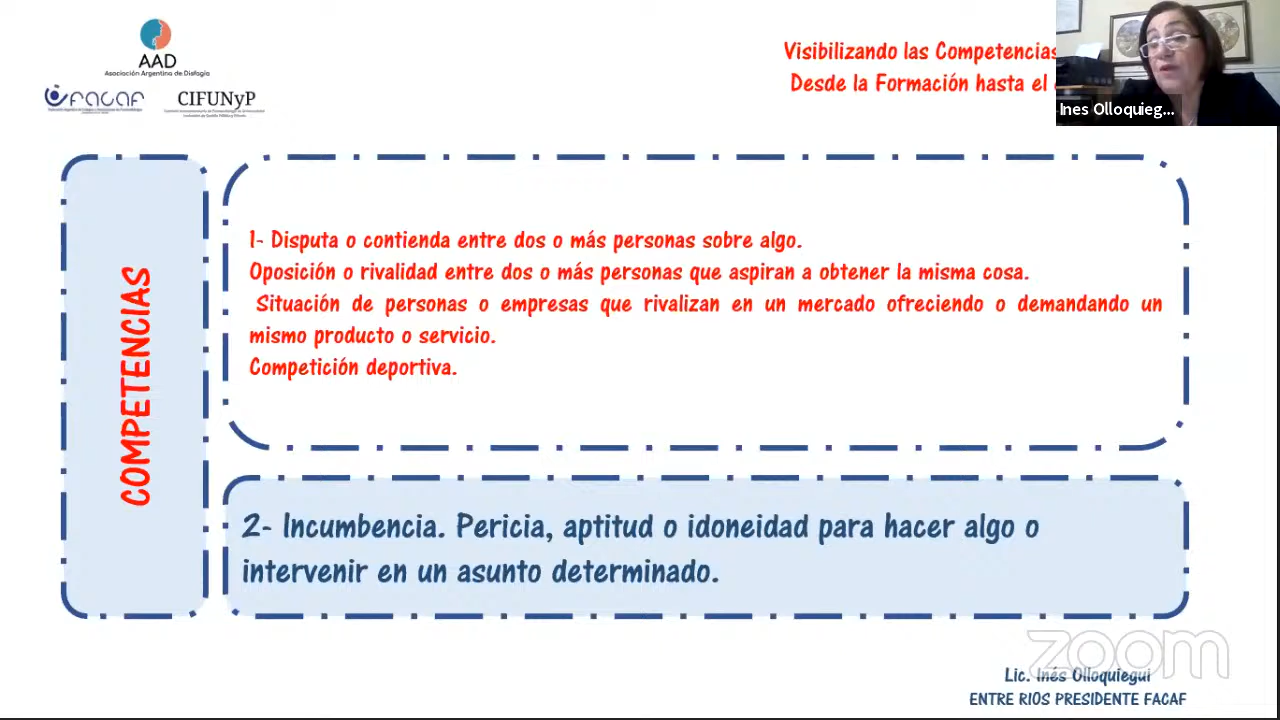 AAD
Asociación Argentina de Disfagia
FACAF
CIFUNyP
Visibilizando las Competencias
Desde la Formación hasta el
Ines Olloquieg...
COMPETENCIAS
1- Disputa o contienda entre dos o más personas sobre algo.
Oposición o rivalidad entre dos o más personas que aspiran a obtener la misma cosa.
Situación de personas o empresas que rivalizan en un mercado ofreciendo o demandando un
mismo producto o servicio.
Competición deportiva.
2- Incumbencia. Pericia, aptitud o idoneidad para hacer algo o
intervenir en un asunto determinado.
zoom
Lic. Inés Olloquiegui
ENTRE RIOS PRESIDENTE FACAF